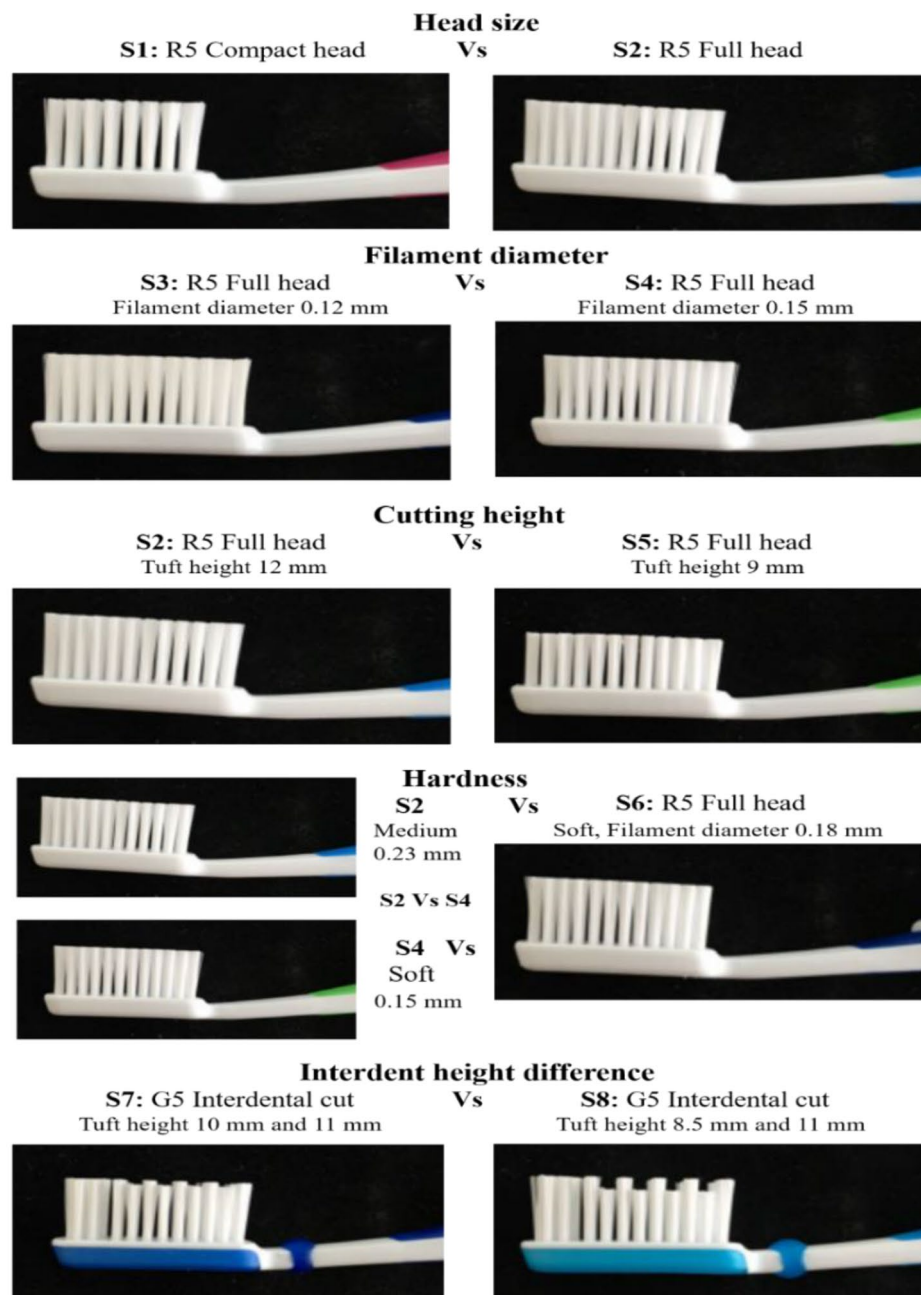 Head size
S1: R5 Compact head Vs S2: R5 Full head
Filament diameter
S3: R5 Full head Vs S4: R5 Full head
Filament diameter 0.12 mm Filament diameter 0.15 mm
Cutting height
S2: R5 Full head Vs S5: R5 Full head
Tuft height 12 mm Tuft height 9 mm
Hardness
S2 Vs S6: R5 Full head
Medium Soft, Filament diameter 0.18 mm
0.23 mm
S2 Vs S4
S4 Vs
Soft
0.15 mm
Interdent height difference
S7: G5 Interdental cut Vs S8: G5 Interdental cut
Tuft height 10 mm and 11 mm Tuft height 8.5 mm and 11 mm